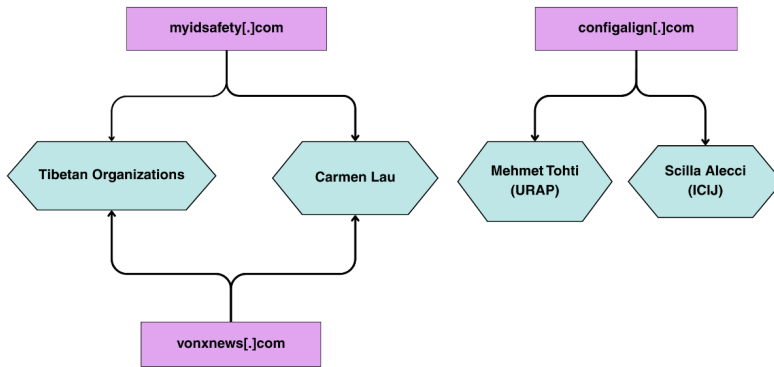 myidsafety[.]com
configalign[.]com
Tibetan Organizations
Carmen Lau
Mehmet Tohti
(URAP)
Scilla Alecci
(ICIJ)
vonxnews[.]com